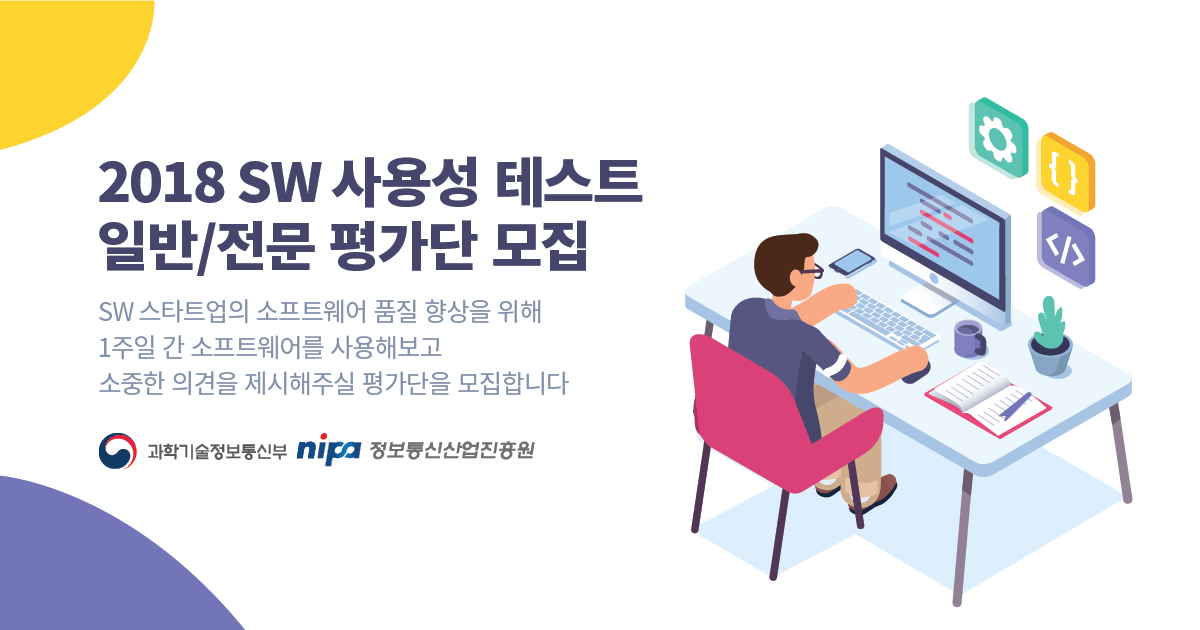 2018 SW 사용성 테스트
일반/전문 평가단 모집
SW 스타트업의 소프트웨어 품질 향상을 위해
1주일 간 소프트웨어를 사용해보고
소중한 의견을 제시해주실 평가단을 모집합니다
과학기술정보통신부 nipa 정보통신산업진흥원
{ }
</>